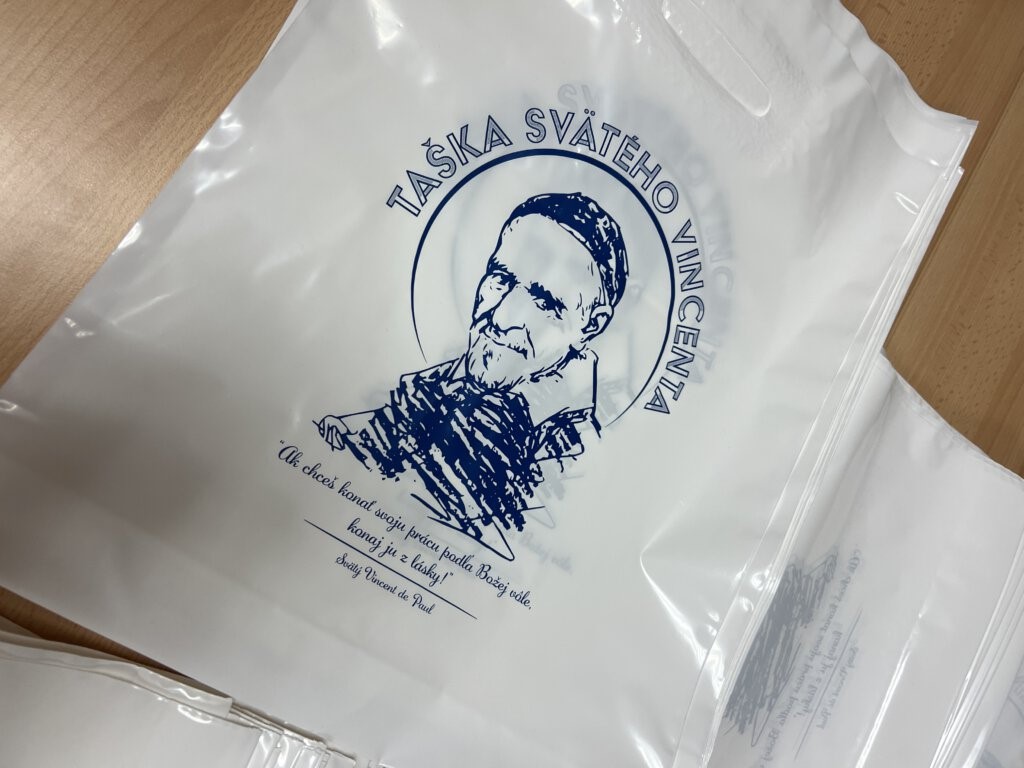 TAŠKA SVÄTÉHO VINCENTA
"Ak chceš konať svoju prácu podľa Božej vôle,
konaj ju z lásky!"
Svätý Vincent de Paul